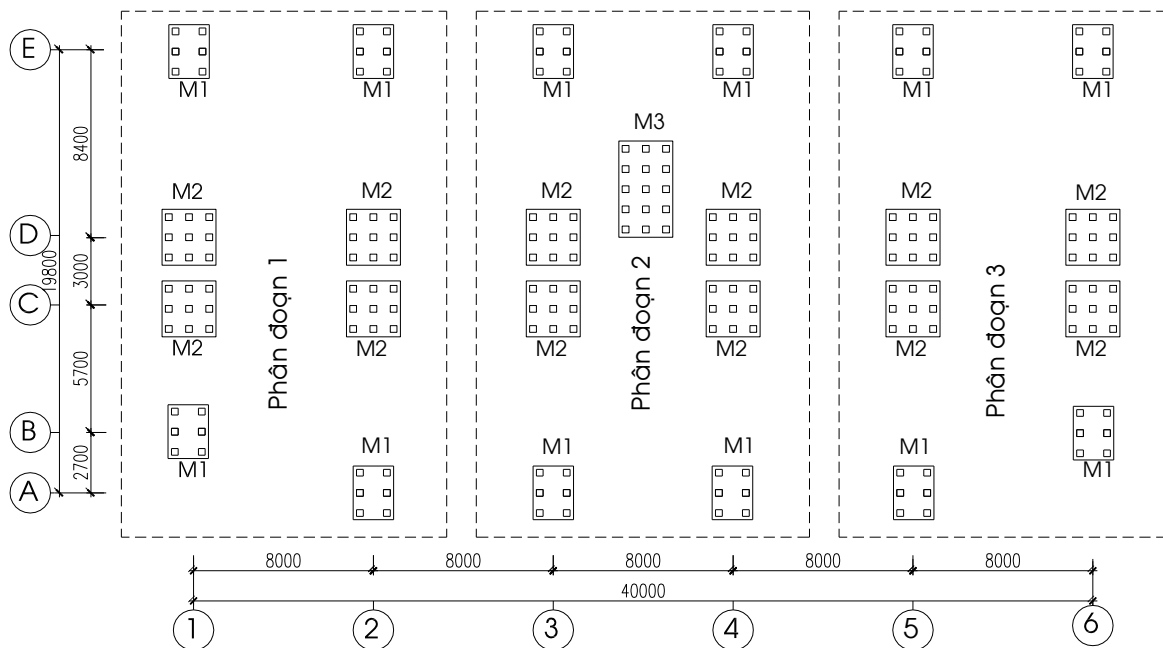 E
M1 M1 M1 M1 M1 M1
8400
M3
M2 M2 M2 M2 M2 M2
D
19800
3000
C
Phân đoạn 1
Phân đoạn 2
Phân đoạn 3
M2 M2 M2 M2 M2 M2
5700
B
M1 M1
2700
M1 M1 M1 M1
A
8000 8000 8000 8000 8000
40000
1 2 3 4 5 6